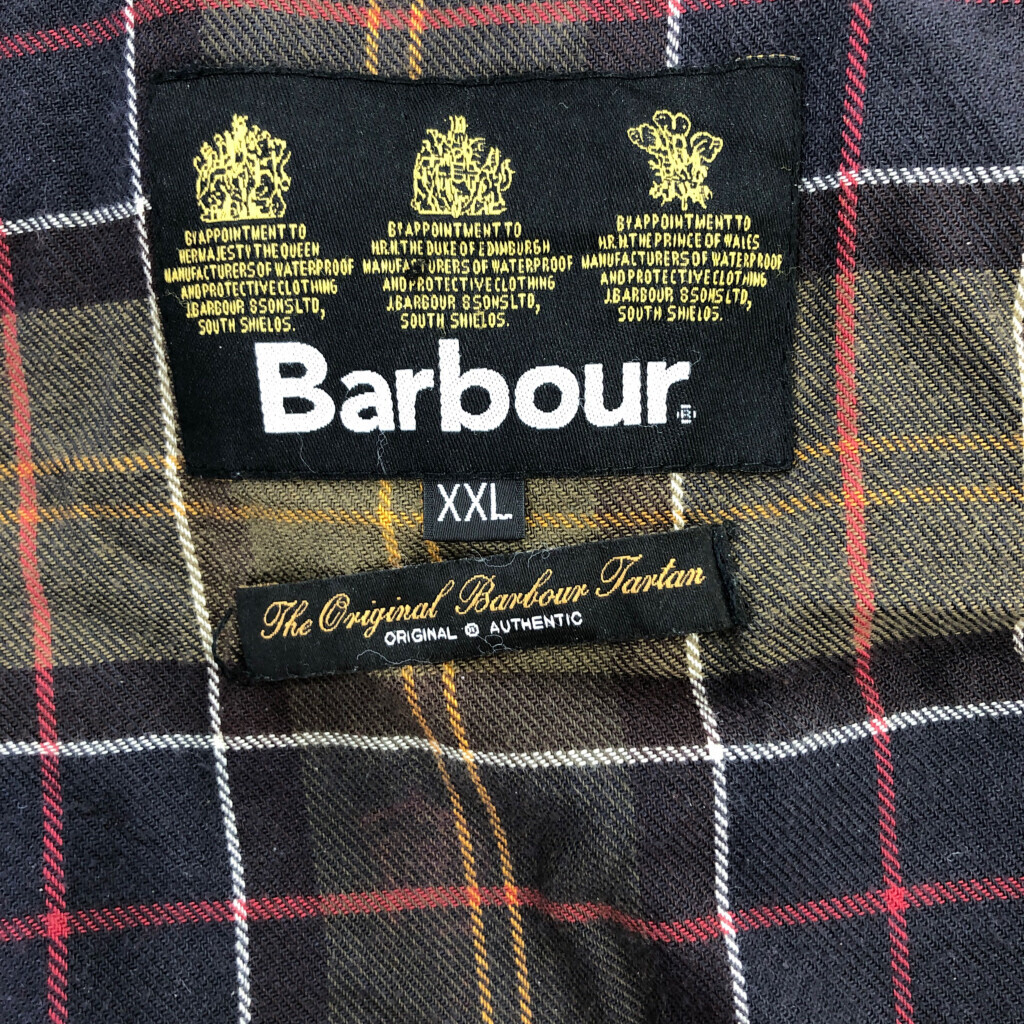 BY APPOINTMENT TO
HER MAJESTY THE QUEEN
MANUFACTURERS OF WATERPROOF
AND PROTECTIVE CLOTHING
J.BARBOUR & SONS LTD,
SOUTH SHIELDS.
BY APPOINTMENT TO
H.R.H. THE DUKE OF EDINBURGH
MANUFACTURERS OF WATERPROOF
AND PROTECTIVE CLOTHING
J.BARBOUR & SONS LTD,
SOUTH SHIELDS.
BY APPOINTMENT TO
H.R.H. THE PRINCE OF WALES
MANUFACTURERS OF WATERPROOF
AND PROTECTIVE CLOTHING
J.BARBOUR & SONS LTD,
SOUTH SHIELDS.
Barbour®
XXL
The Original Barbour Tartan
ORIGINAL ® AUTHENTIC